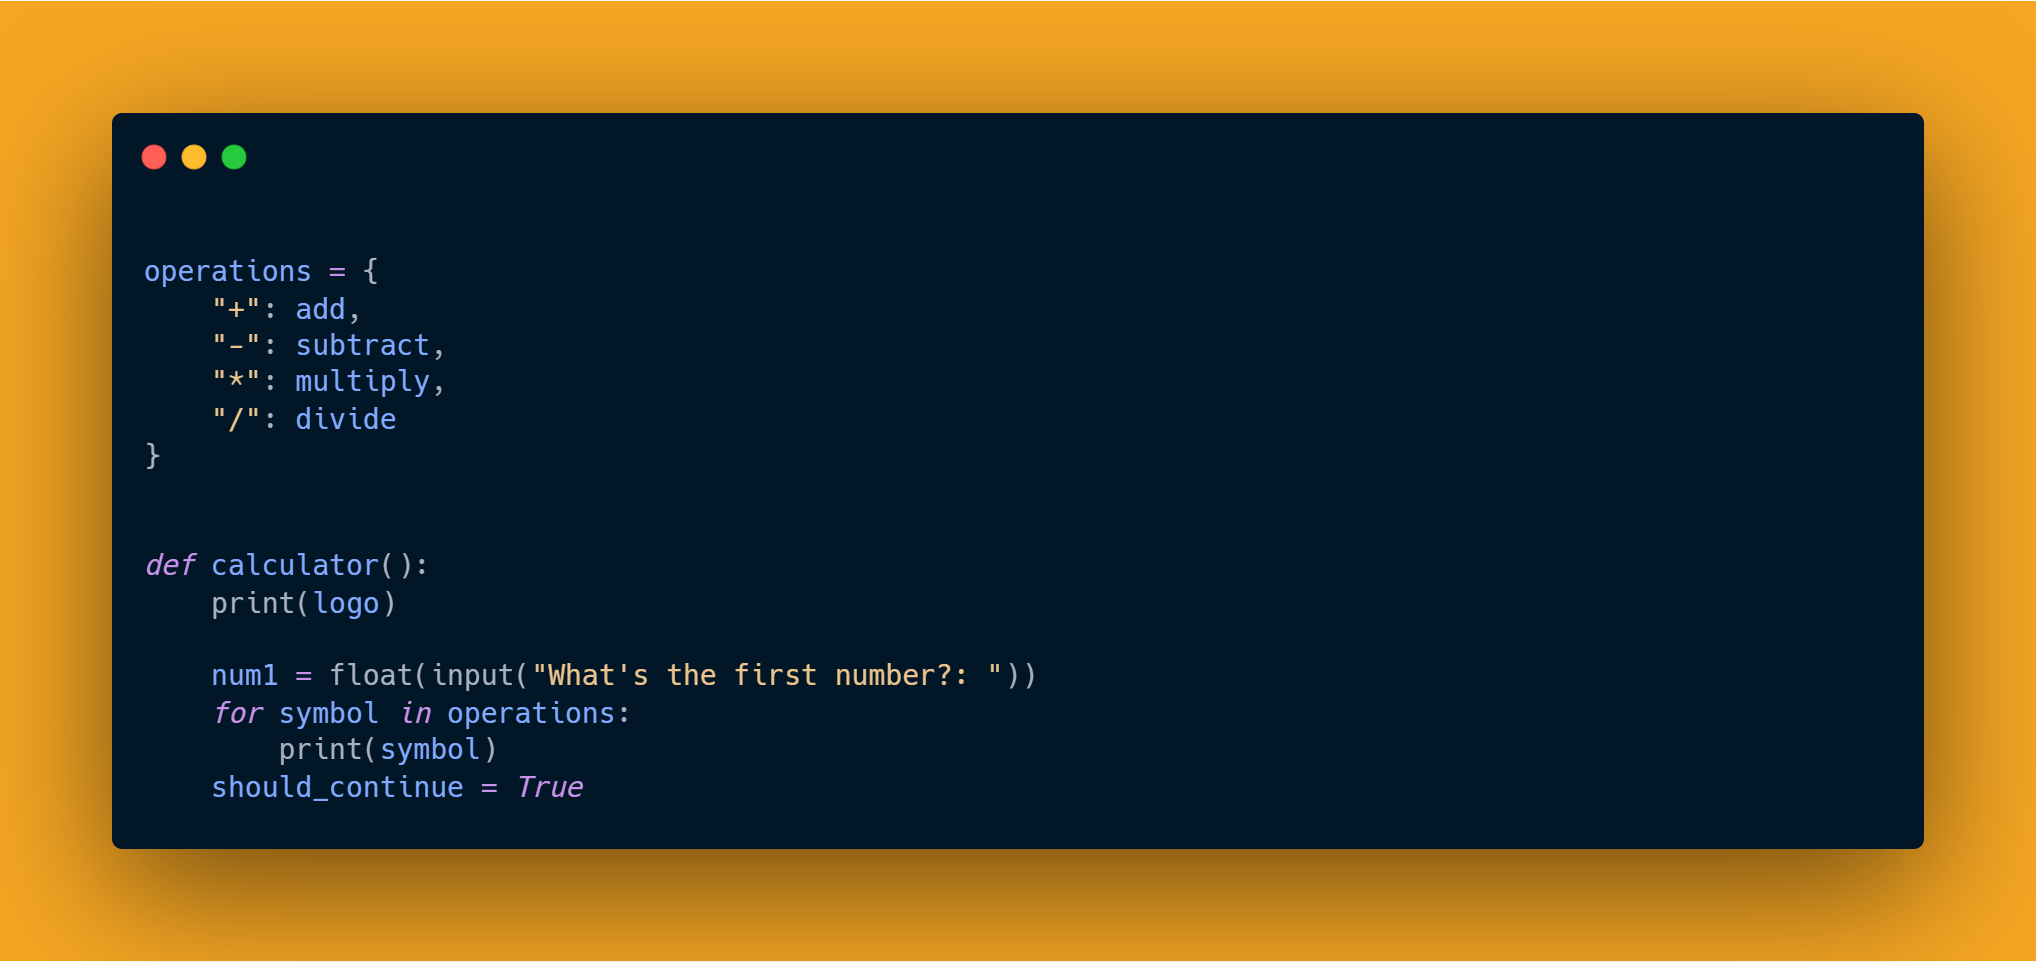 operations = {
    "+": add,
    "-": subtract,
    "*": multiply,
    "/": divide
}
def calculator():
    print(logo)
    num1 = float(input("What's the first number?: "))
    for symbol in operations:
        print(symbol)
    should_continue = True